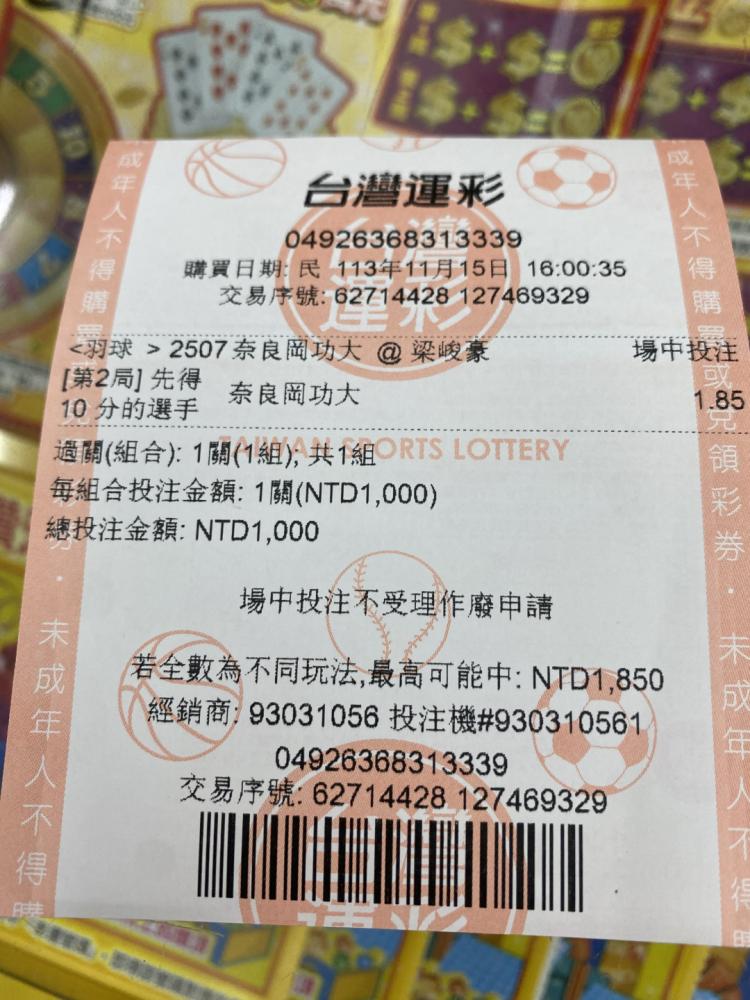 台灣運彩
04926368313339
購買日期: 民 113年11月15日 16:00:35
交易序號: 62714428 127469329
<羽球 > 2507 奈良岡功大 @ 梁峻豪 場中投注
[第2局] 先得
10 分的選手 奈良岡功大 1.85
TAIWAN SPORTS LOTTERY
過關(組合): 1關(1組); 共1組
每組合投注金額: 1關(NTD1,000)
總投注金額: NTD1,000
場中投注不受理作廢申請
若全數為不同玩法,最高可能中: NTD1,850
經銷商: 93031056 投注機#930310561
04926368313339
交易序號: 62714428 127469329
未成年人不得購
成年人不得購買或兌領彩券．未成年人不得購